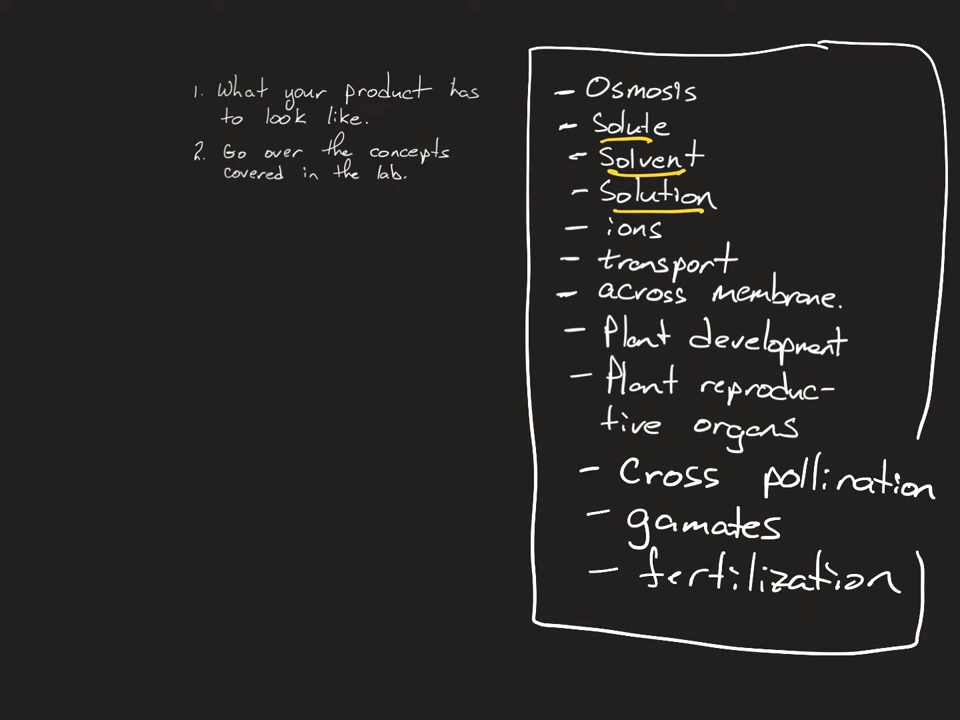 1. What your product has
to look like.
2. Go over the concepts
covered in the lab.
- Osmosis
- Solute
- Solvent
- Solution
- ions
- transport
- across membrane.
- Plant development
- Plant reproduc-
tive organs
- Cross pollination
- gamates
- fertilization